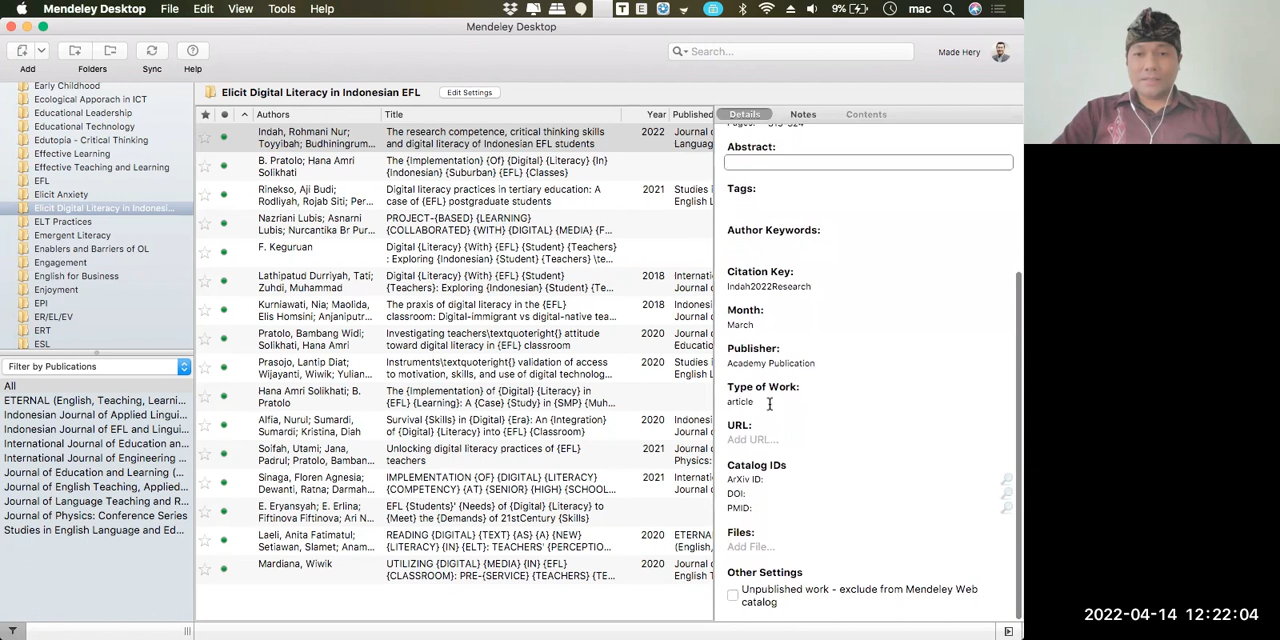 Mendeley Desktop File Edit View Tools Help
T E 9% mac
Mendeley Desktop
Search...
Made Hery
Add Folders Sync Help
Early Childhood
Ecological Apporach in ICT
Educational Leadership
Educational Technology
Edutopia - Critical Thinking
Effective Learning
Effective Teaching and Learning
EFL
Elicit Anxiety
Elicit Digital Literacy in Indonesi...
ELT Practices
Emergent Literacy
Enablers and Barriers of OL
Engagement
English for Business
Enjoyment
EPI
ER/EL/EV
ERT
ESL
Filter by Publications
All
ETERNAL (English, Teaching, Learni...
Indonesian Journal of Applied Lingui...
Indonesian Journal of EFL and Lingui...
International Journal of Education an...
International Journal of Engineering ...
Journal of Education and Learning (...
Journal of English Teaching, Applied...
Journal of Language Teaching and R...
Journal of Physics: Conference Series
Studies in English Language and Ed...
Elicit Digital Literacy in Indonesian EFL Edit Settings
Authors Title Year Published
Indah, Rohmani Nur; The research competence, critical thinking skills 2022 Journal o
Toyyibah; Budhiningrum... and digital literacy of Indonesian EFL students Languag
B. Pratolo; Hana Amri The {Implementation} {Of} {Digital} {Literacy} {In}
Solikhati {Indonesian} {Suburban} {EFL} {Classes}
Rinekso, Aji Budi; Digital literacy practices in tertiary education: A 2021 Studies i
Rodliyah, Rojab Siti; Per... case of EFL postgraduate students English L
Nazriani Lubis; Asnarni PROJECT-{BASED} {LEARNING}
Lubis; Nurcantika Br Pur... {COLLABORATED} {WITH} {DIGITAL} {MEDIA} {F...
F. Keguruan Digital {Literacy} {With} {EFL} {Student} {Teachers}
: Exploring {Indonesian} {Student} {Teachers} \te...
Lathipatud Durriyah, Tati; Digital {Literacy} {With} {EFL} {Student} 2018 Internati
Zuhdi, Muhammad {Teachers}: Exploring {Indonesian} {Student} {Te... Journal o
Kurniawati, Nia; Maolida, The praxis of digital literacy in the {EFL} 2018 Indonesi
Elis Homsini; Anjaniputr... classroom: Digital-immigrant vs digital-native tea... Journal o
Pratolo, Bambang Widi; Investigating teachers\textquoteright{} attitude 2020 Internati
Solikhati, Hana Amri toward digital literacy in {EFL} classroom Journal o
Prasojo, Lantip Diat; Instrument\textquoteright{} validation of access 2020 Studies i
Wijayanti, Wiwik; Yulian... to motivation, skills, and use of digital technolog... English L
Hana Amri Solikhati; B. The {Implementation} of {Digital} {Literacy} in
Pratolo {EFL} {Learning}: A {Case} {Study} in {SMP} {Muh...
Alfia, Nurul; Sumardi, Survival {Skills} in {Digital} {Era}: An {Integration} 2020 Internati
Sumardi; Kristina, Diah of {Digital} {Literacy} into {EFL} {Classroom} Journal o
Soifah, Utami; Jana, Unlocking digital literacy practices of {EFL} 2021 Journal o
Padrul; Pratolo, Bamban... teachers Physics:
Sinaga, Floren Agnesia; IMPLEMENTATION {OF} {DIGITAL} {LITERACY} 2021 Internati
Dewanti, Ratna; Darmah... {COMPETENCY} {AT} {SENIOR} {HIGH} {SCHOOL... Journal o
E. Eryansyah; E. Erlina; EFL {Students}' {Needs} of {Digital} {Literacy} to
Fiftinova Fiftinova; Ari N... {Meet} the {Demands} of 21stCentury {Skills}
Laeli, Anita Fatimatul; READING {DIGITAL} {TEXT} {AS} {A} {NEW} 2020 ETERNAL
Setiawan, Slamet; Anam... {LITERACY} {IN} {ELT}: TEACHERS' {PERCEPTIO... (English,
Mardiana, Wiwik UTILIZING {DIGITAL} {MEDIA} {IN} {EFL} 2020 Journal o
{CLASSROOM}: PRE-{SERVICE} {TEACHERS} {TE... English T
Details Notes Contents
Abstract:
Tags:
Author Keywords:
Citation Key:
Indah2022Research
Month:
March
Publisher:
Academy Publication
Type of Work:
article
URL:
Add URL...
Catalog IDs
ArXiv ID:
DOI:
PMID:
Files:
Add File...
Other Settings
Unpublished work - exclude from Mendeley Web
catalog
2022-04-14 12:22:04